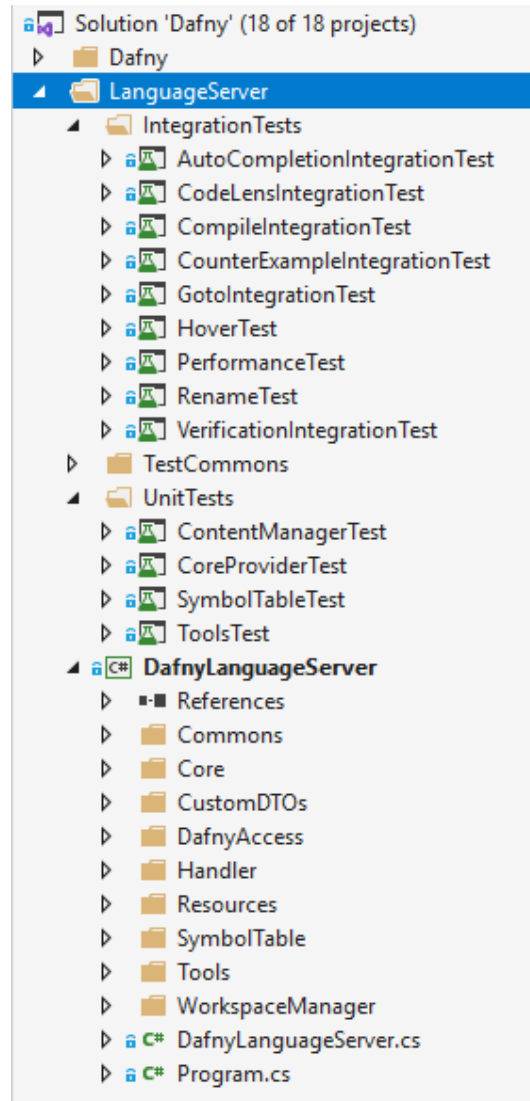 Solution 'Dafny' (18 of 18 projects)
Dafny
LanguageServer
IntegrationTests
AutoCompletionIntegrationTest
CodeLensIntegrationTest
CompileIntegrationTest
CounterExampleIntegrationTest
GotoIntegrationTest
HoverTest
PerformanceTest
RenameTest
VerificationIntegrationTest
TestCommons
UnitTests
ContentManagerTest
CoreProviderTest
SymbolTableTest
ToolsTest
C# DafnyLanguageServer
References
Commons
Core
CustomDTOs
DafnyAccess
Handler
Resources
SymbolTable
Tools
WorkspaceManager
C# DafnyLanguageServer.cs
C# Program.cs